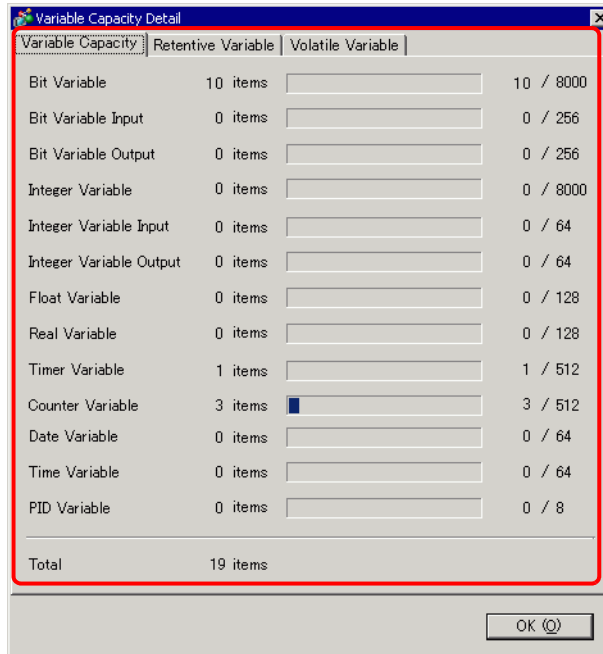 Variable Capacity Detail
Variable Capacity Retentive Variable Volatile Variable
Bit Variable 10 items 10 / 8000
Bit Variable Input 0 items 0 / 256
Bit Variable Output 0 items 0 / 256
Integer Variable 0 items 0 / 8000
Integer Variable Input 0 items 0 / 64
Integer Variable Output 0 items 0 / 64
Float Variable 0 items 0 / 128
Real Variable 0 items 0 / 128
Timer Variable 1 items 1 / 512
Counter Variable 3 items 3 / 512
Date Variable 0 items 0 / 64
Time Variable 0 items 0 / 64
PID Variable 0 items 0 / 8
Total 19 items
OK (O)